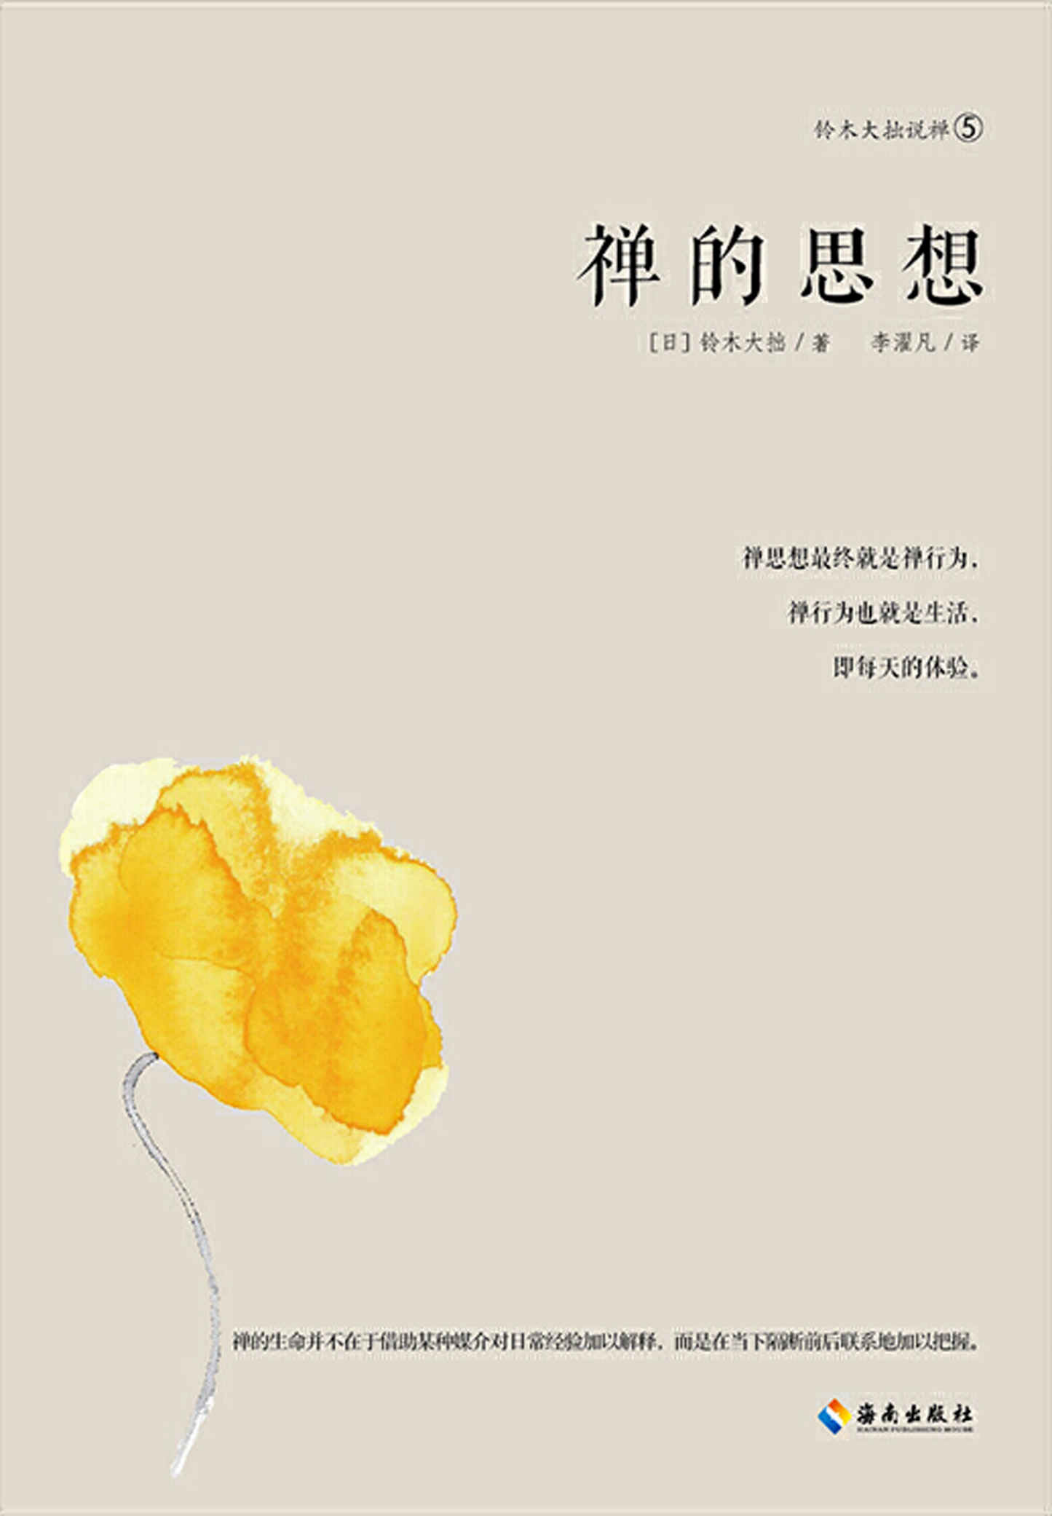 铃木大拙说禅⑤
禅的思想
[日] 铃木大拙 / 著 李濯凡 / 译
禅思想最终就是禅行为，
禅行为也就是生活，
即每天的体验。
禅的生命并不在于借助某种媒介对日常经验加以解释，而是在当下隔断前后联系地加以把握。
海南出版社
HAINAN PUBLISHING HOUSE